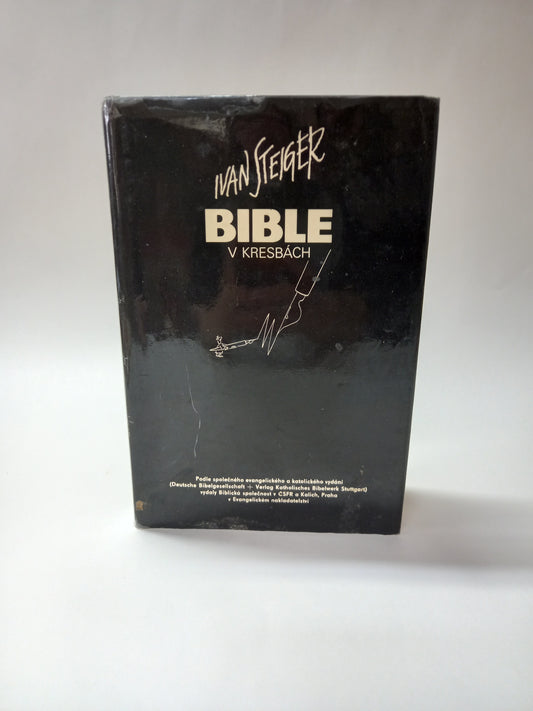 IVAN STEIGER
BIBLE
V KRESBÁCH
Podle společného evangelického a katolického vydání
(Deutsche Bibelgesellschaft + Verlag Katholisches Bibelwerk Stuttgart)
vydaly Biblická společnost v ČSFR a Kalich, Praha
v Evangelickém nakladatelství